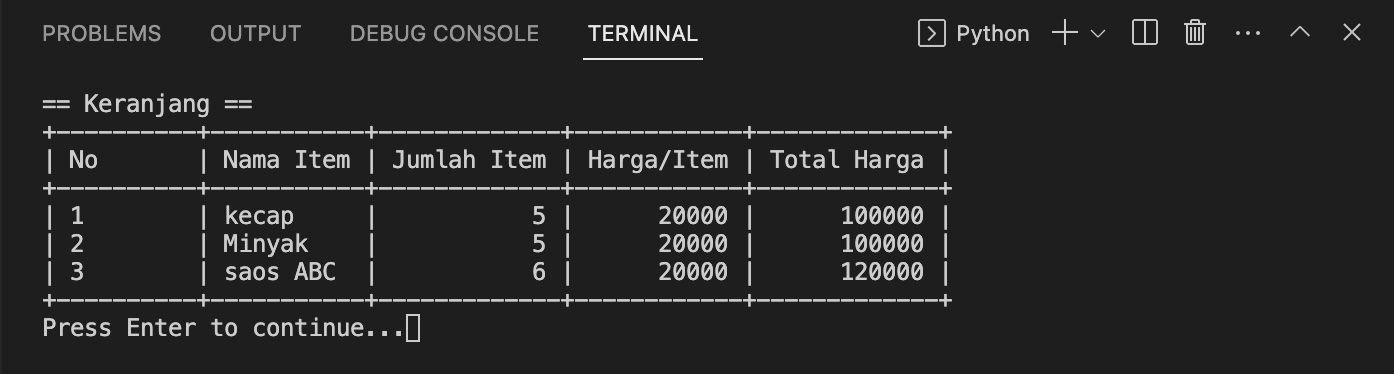 PROBLEMS OUTPUT DEBUG CONSOLE TERMINAL Python
== Keranjang ==
+----------+-----------+-------------+------------+-------------+
| No       | Nama Item | Jumlah Item | Harga/Item | Total Harga |
+----------+-----------+-------------+------------+-------------+
| 1        | kecap     |           5 |      20000 |      100000 |
| 2        | Minyak    |           5 |      20000 |      100000 |
| 3        | saos ABC  |           6 |      20000 |      120000 |
+----------+-----------+-------------+------------+-------------+
Press Enter to continue...